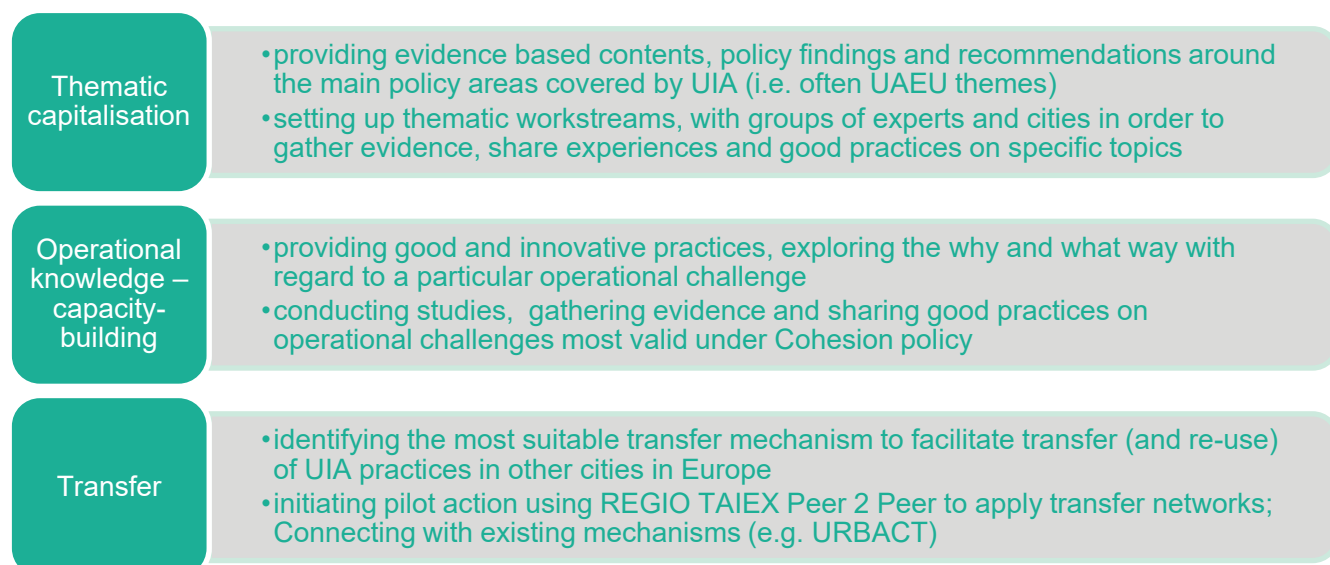 Thematic
capitalisation
•providing evidence based contents, policy findings and recommendations around
the main policy areas covered by UIA (i.e. often UAEU themes)
•setting up thematic workstreams, with groups of experts and cities in order to
gather evidence, share experiences and good practices on specific topics
Operational
knowledge –
capacity-
building
•providing good and innovative practices, exploring the why and what way with
regard to a particular operational challenge
•conducting studies, gathering evidence and sharing good practices on
operational challenges most valid under Cohesion policy
Transfer
•identifying the most suitable transfer mechanism to facilitate transfer (and re-use)
of UIA practices in other cities in Europe
•initiating pilot action using REGIO TAIEX Peer 2 Peer to apply transfer networks;
Connecting with existing mechanisms (e.g. URBACT)